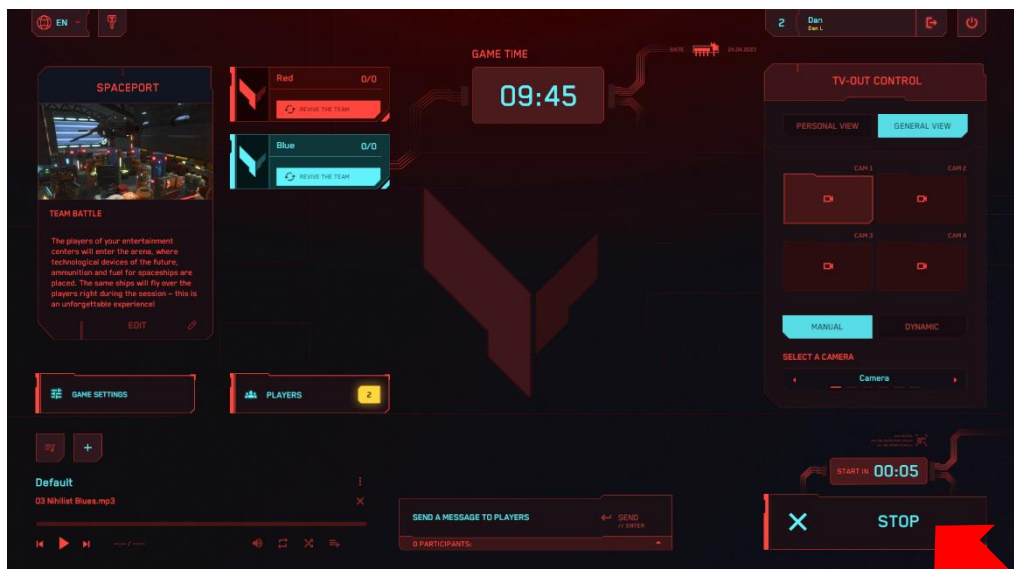 EN
2
Dan
Dan L
GAME TIME
09:45
DATE
24.04.2023
SPACEPORT
TEAM BATTLE
The players of your entertainment
centers will enter the arena, where
technological devices of the future,
ammunition and fuel for spaceships are
placed. The same ships will fly over the
players right during the session – this is
an unforgettable experience!
EDIT
Red
0/0
REVIVE THE TEAM
Blue
0/0
REVIVE THE TEAM
TV-OUT CONTROL
PERSONAL VIEW
GENERAL VIEW
CAM 1
CAM 2
CAM 3
CAM 4
MANUAL
DYNAMIC
SELECT A CAMERA
Camera
GAME SETTINGS
PLAYERS
2
Default
03 Nihilist Blues.mp3
--:-- / --:--
SEND A MESSAGE TO PLAYERS
SEND
// ENTER
0 PARTICIPANTS:
START IN 00:05
STOP